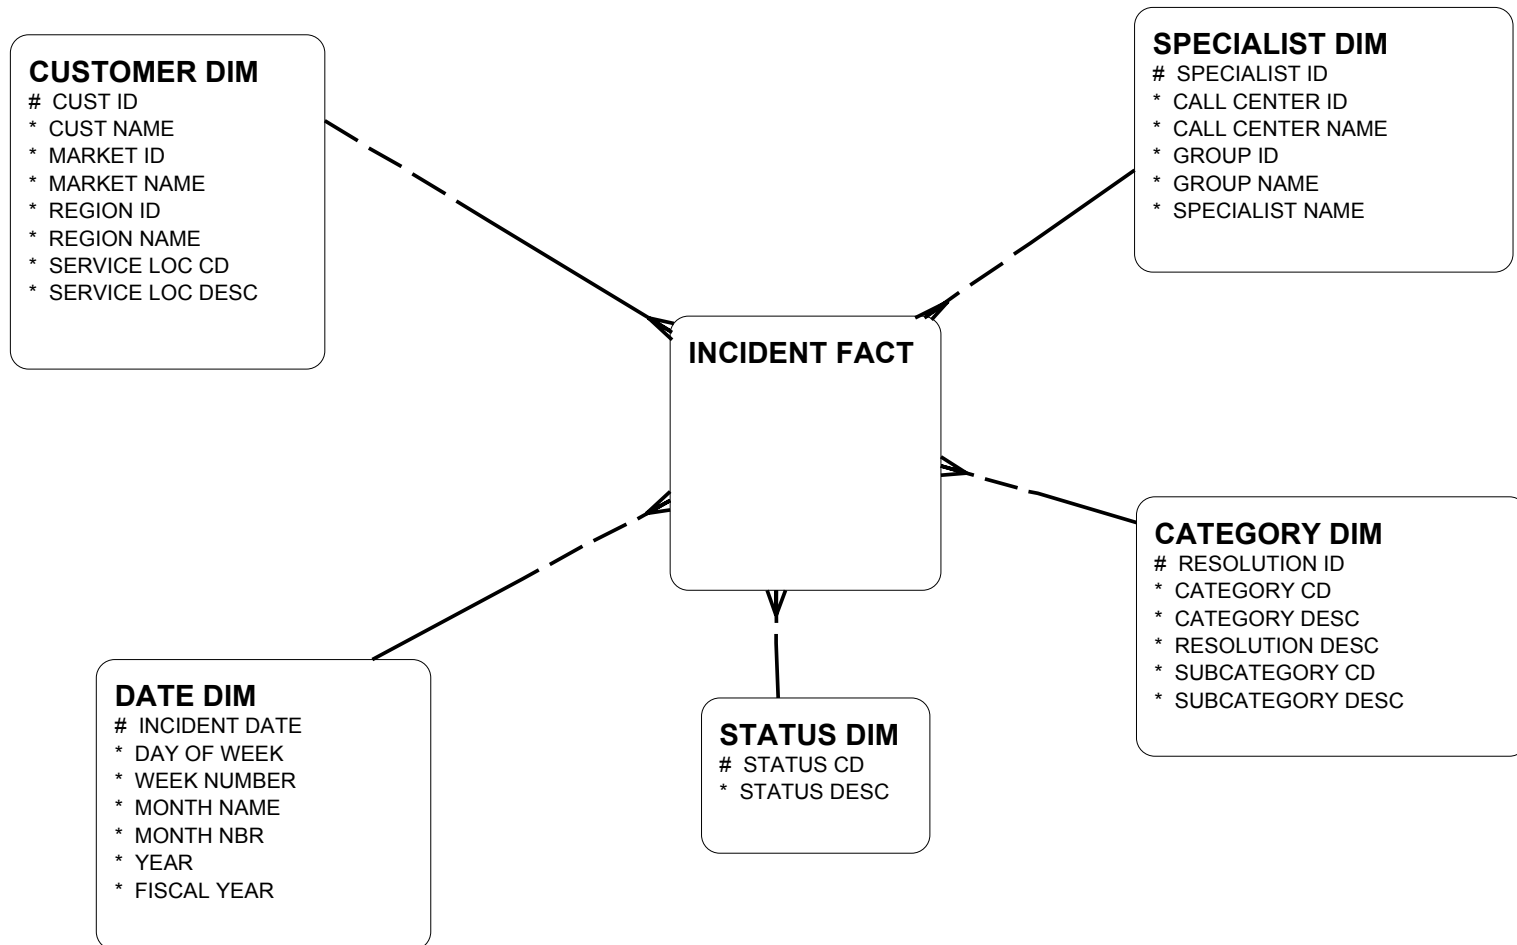 CUSTOMER DIM
# CUST ID
* CUST NAME
* MARKET ID
* MARKET NAME
* REGION ID
* REGION NAME
* SERVICE LOC CD
* SERVICE LOC DESC
SPECIALIST DIM
# SPECIALIST ID
* CALL CENTER ID
* CALL CENTER NAME
* GROUP ID
* GROUP NAME
* SPECIALIST NAME
INCIDENT FACT
CATEGORY DIM
# RESOLUTION ID
* CATEGORY CD
* CATEGORY DESC
* RESOLUTION DESC
* SUBCATEGORY CD
* SUBCATEGORY DESC
DATE DIM
# INCIDENT DATE
* DAY OF WEEK
* WEEK NUMBER
* MONTH NAME
* MONTH NBR
* YEAR
* FISCAL YEAR
STATUS DIM
# STATUS CD
* STATUS DESC